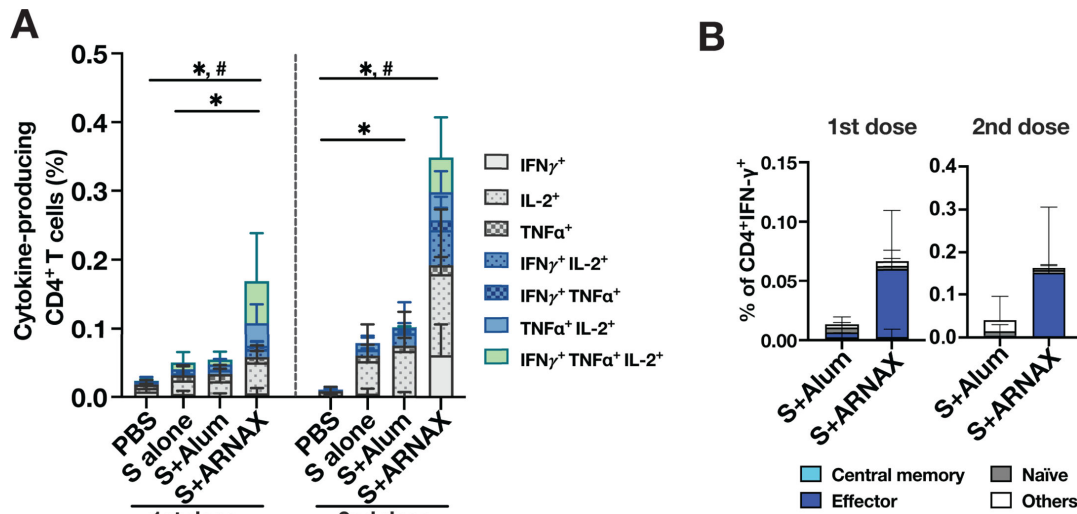 A
Cytokine-producing
CD4⁺ T cells (%)
0.5
0.4
0.3
0.2
0.1
0.0
*, #
*
*, #
*
PBS
S alone
S+Alum
S+ARNAX
PBS
S alone
S+Alum
S+ARNAX
IFNγ⁺
IL-2⁺
TNFα⁺
IFNγ⁺ IL-2⁺
IFNγ⁺ TNFα⁺
TNFα⁺ IL-2⁺
IFNγ⁺ TNFα⁺ IL-2⁺
B
1st dose
2nd dose
% of CD4⁺IFN-γ⁺
0.15
0.10
0.05
0.00
0.4
0.3
0.2
0.1
0.0
S+Alum
S+ARNAX
S+Alum
S+ARNAX
Central memory
Effector
Naïve
Others